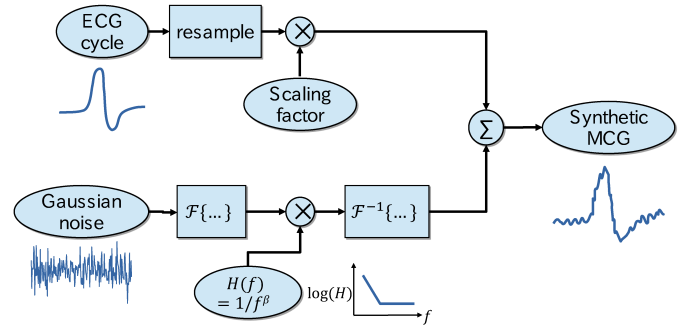 ECG
cycle
resample
×
Scaling
factor
Σ
Synthetic
MCG
Gaussian
noise
ℱ{…}
×
ℱ⁻¹{…}
H(f)
= 1/f^β
log(H)
f